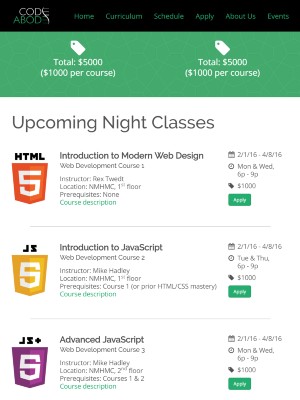 CODE
ABODE
Home
Curriculum
Schedule
Apply
About Us
Events
Total: $5000
($1000 per course)
Total: $5000
($1000 per course)
Upcoming Night Classes
HTML
5
Introduction to Modern Web Design
Web Development Course 1
Instructor: Rex Twedt
Location: NMHMC, 1st floor
Prerequisites: None
Course description
2/1/16 - 4/8/16
Mon & Wed,
6p - 9p
$1000
Apply
JS
5
Introduction to JavaScript
Web Development Course 2
Instructor: Mike Hadley
Location: NMHMC, 1st floor
Prerequisites: Course 1 (or prior HTML/CSS mastery)
Course description
2/1/16 - 4/8/16
Tue & Thu,
6p - 9p
$1000
Apply
JS+
5
Advanced JavaScript
Web Development Course 3
Instructor: Mike Hadley
Location: NMHMC, 2nd floor
Prerequisites: Courses 1 & 2
Course description
2/1/16 - 4/8/16
Mon & Wed,
6p - 9p
$1000
Apply